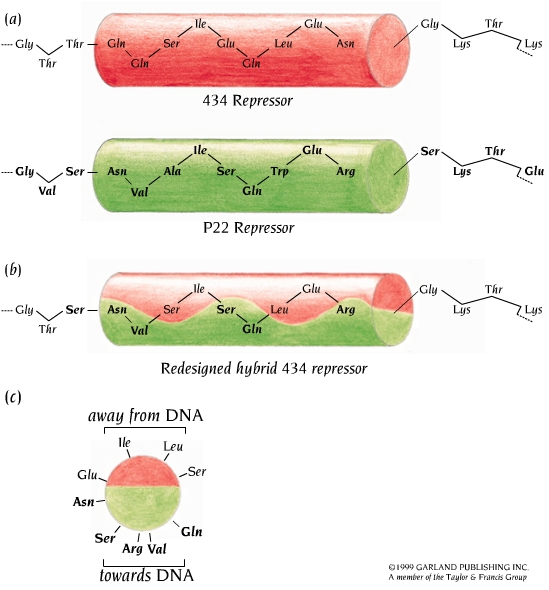 (a)
Gly Thr Thr Gln Gln Ser Ile Glu Gln Leu Glu Asn Gly Lys Thr Lys
434 Repressor
Gly Val Ser Asn Val Ala Ile Ser Gln Trp Glu Arg Ser Lys Thr Glu
P22 Repressor
(b)
Gly Thr Ser Asn Val Ser Ile Ser Gln Leu Glu Arg Gly Lys Thr Lys
Redesigned hybrid 434 repressor
(c)
away from DNA
Ile Leu
Glu Ser
Asn
Ser Gln
Arg Val
towards DNA
©1999 GARLAND PUBLISHING INC.
A member of the Taylor & Francis Group